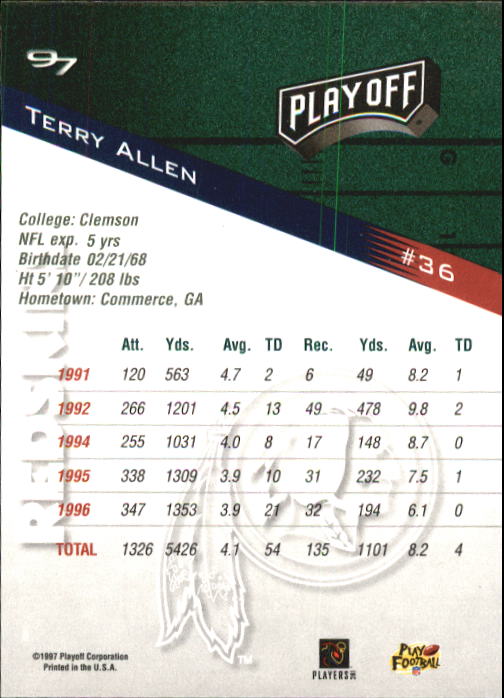 97
PLAYOFF
TERRY ALLEN
G
#36
College: Clemson
NFL exp. 5 yrs
Birthdate 02/21/68
Ht 5' 10"/ 208 lbs
Hometown: Commerce, GA
REDSKINS
Att. Yds. Avg. TD Rec. Yds. Avg. TD
1991 120 563 4.7 2 6 49 8.2 1
1992 266 1201 4.5 13 49 478 9.8 2
1994 255 1031 4.0 8 17 148 8.7 0
1995 338 1309 3.9 10 31 232 7.5 1
1996 347 1353 3.9 21 32 194 6.1 0
TOTAL 1326 5426 4.1 54 135 1101 8.2 4
TM
©1997 Playoff Corporation
Printed in the U.S.A.
PLAYERS INC
PLAY FOOTBALL
NFL